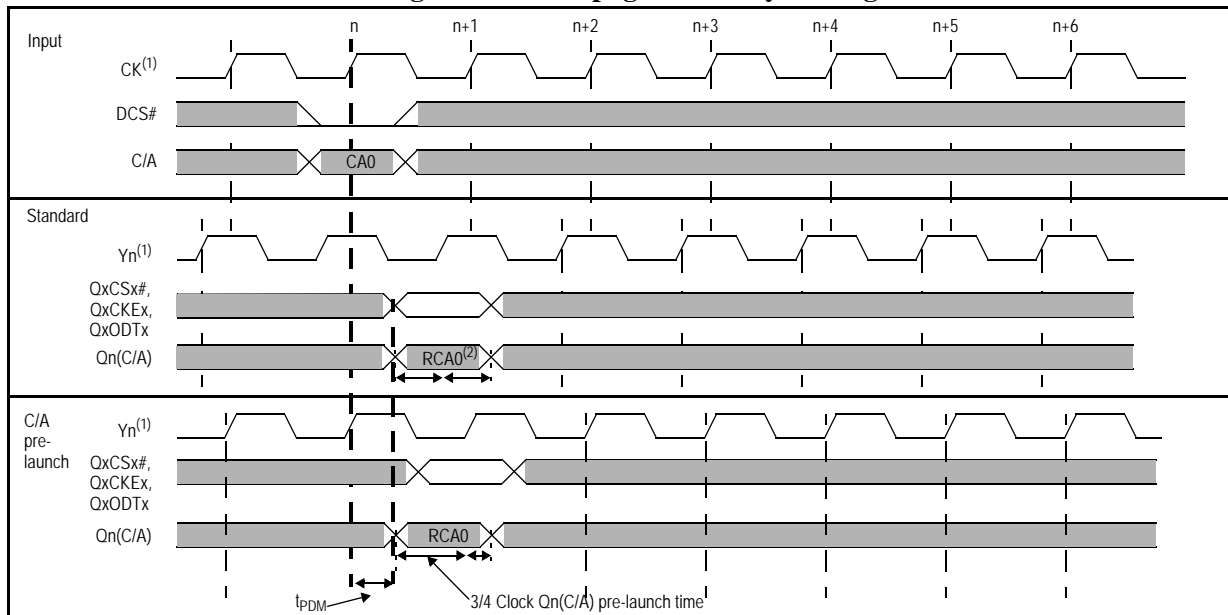 n n+1 n+2 n+3 n+4 n+5 n+6
Input
CK(1)
DCS#
C/A
CA0
Standard
Yn(1)
QxCSx#,
QxCKEx,
QxODTx
Qn(C/A)
RCA0(2)
C/A
pre-
launch
Yn(1)
QxCSx#,
QxCKEx,
QxODTx
Qn(C/A)
RCA0
tPDM
3/4 Clock Qn(C/A) pre-launch time